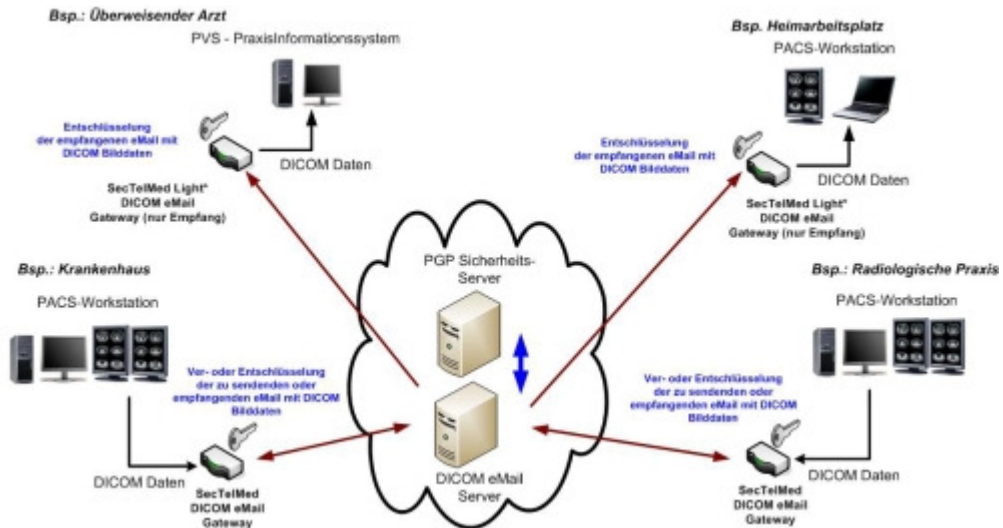 Bsp.: Überweisender Arzt
PVS - PraxisInformationssystem
Entschlüsselung
der empfangenen eMail mit
DICOM Bilddaten
DICOM Daten
SecTelMed Light*
DICOM eMail
Gateway (nur Empfang)
Bsp. Heimarbeitsplatz
PACS-Workstation
Entschlüsselung
der empfangenen eMail mit
DICOM Bilddaten
DICOM Daten
SecTelMed Light*
DICOM eMail
Gateway (nur Empfang)
Bsp.: Krankenhaus
PACS-Workstation
Ver- oder Entschlüsselung
der zu sendenden oder
empfangenden eMail mit DICOM
Bilddaten
DICOM Daten
SecTelMed
DICOM eMail
Gateway
PGP Sicherheits-
Server
DICOM eMail
Server
Bsp.: Radiologische Praxis
PACS-Workstation
Ver- oder Entschlüsselung
der zu sendenden oder
empfangenden eMail mit DICOM
Bilddaten
DICOM Daten
SecTelMed
DICOM eMail
Gateway